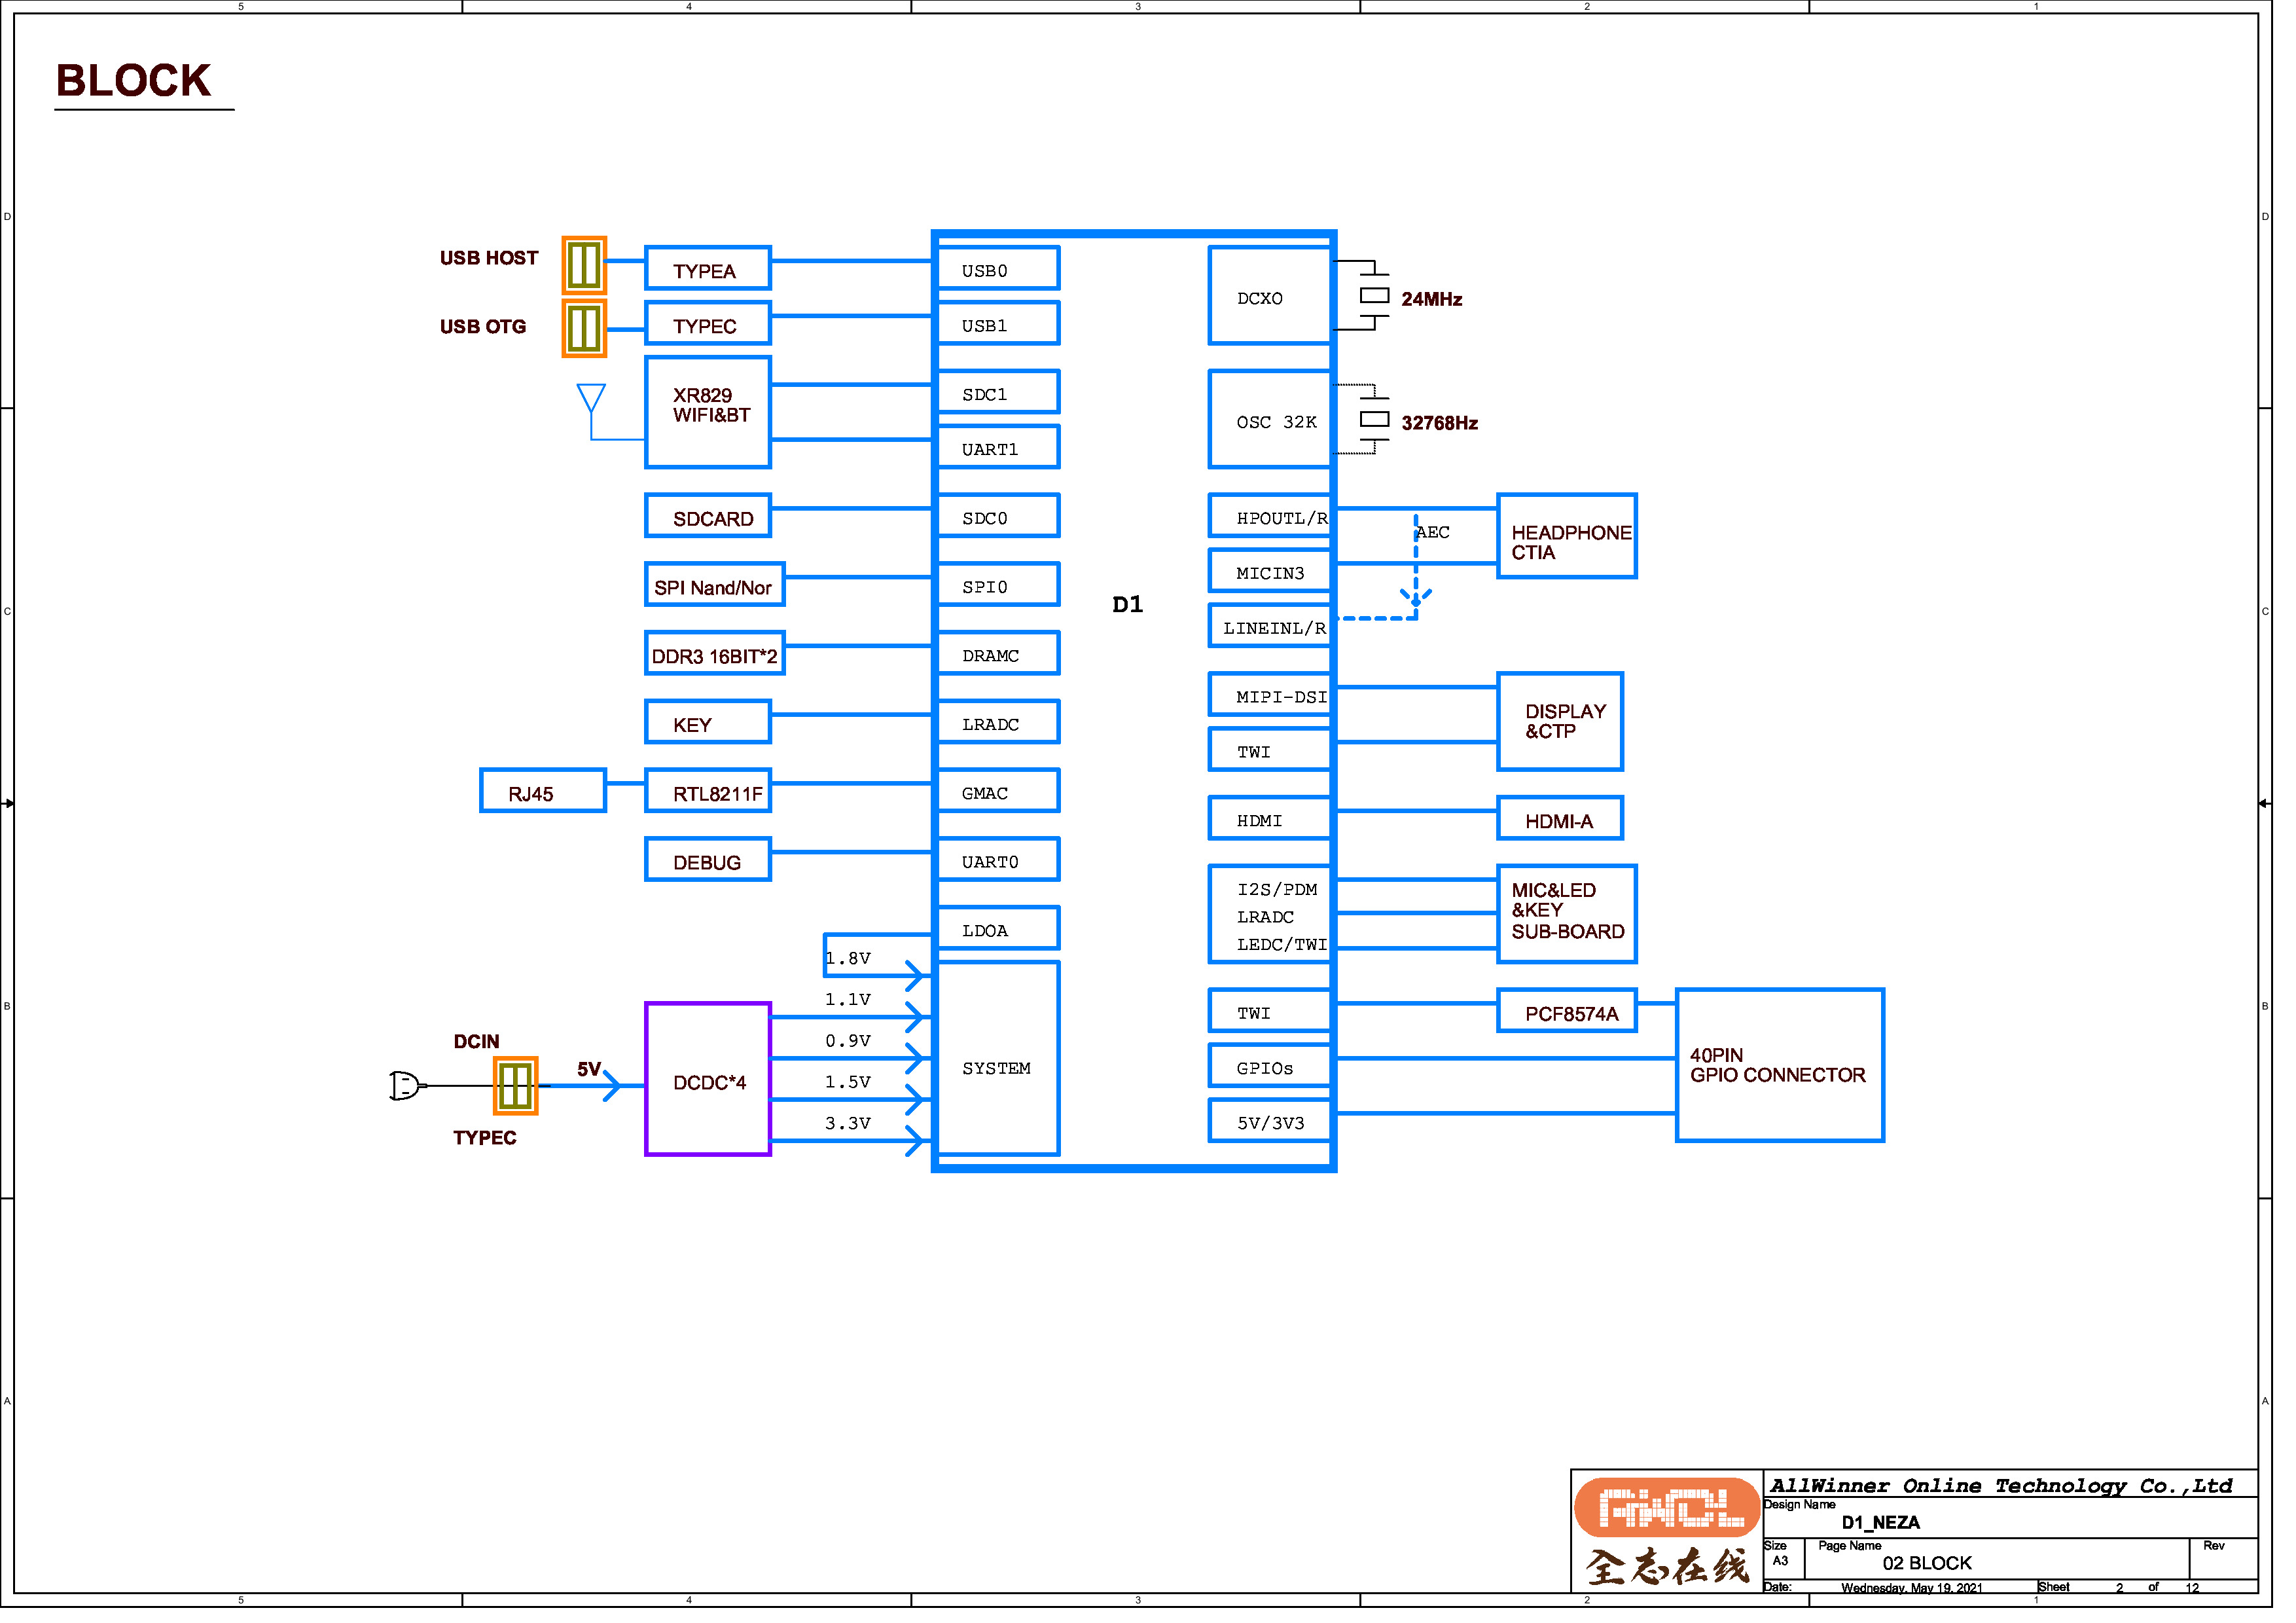 5 4 3 2 1
BLOCK
D D
USB HOST
TYPEA
USB0
USB OTG
TYPEC
USB1
XR829
WIFI&BT
SDC1
UART1
SDCARD
SDC0
SPI Nand/Nor
SPI0
DDR3 16BIT*2
DRAMC
KEY
LRADC
RJ45
RTL8211F
GMAC
DEBUG
UART0
LDOA
1.8V
1.1V
0.9V
1.5V
3.3V
SYSTEM
DCIN
5V
TYPEC
DCDC*4
D1
DCXO
24MHz
OSC 32K
32768Hz
HPOUTL/R
AEC
HEADPHONE
CTIA
MICIN3
LINEINL/R
MIPI-DSI
TWI
DISPLAY
&CTP
HDMI
HDMI-A
I2S/PDM
LRADC
LEDC/TWI
MIC&LED
&KEY
SUB-BOARD
TWI
PCF8574A
GPIOs
5V/3V3
40PIN
GPIO CONNECTOR
C C
B B
A A
AWOL
全志在线
AllWinner Online Technology Co.,Ltd
Design Name
D1_NEZA
Size
A3
Page Name
02 BLOCK
Rev
Date:
Wednesday, May 19, 2021
Sheet 2 of 12
5 4 3 2 1